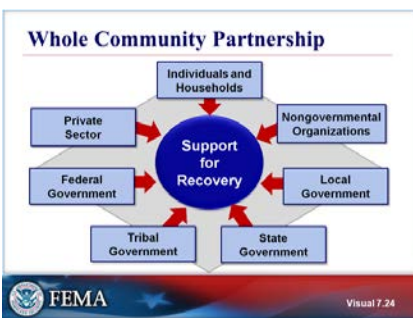 Whole Community Partnership
Individuals and
Households
Private
Sector
Nongovernmental
Organizations
Support
for
Recovery
Federal
Government
Local
Government
Tribal
Government
State
Government
FEMA
Visual 7.24